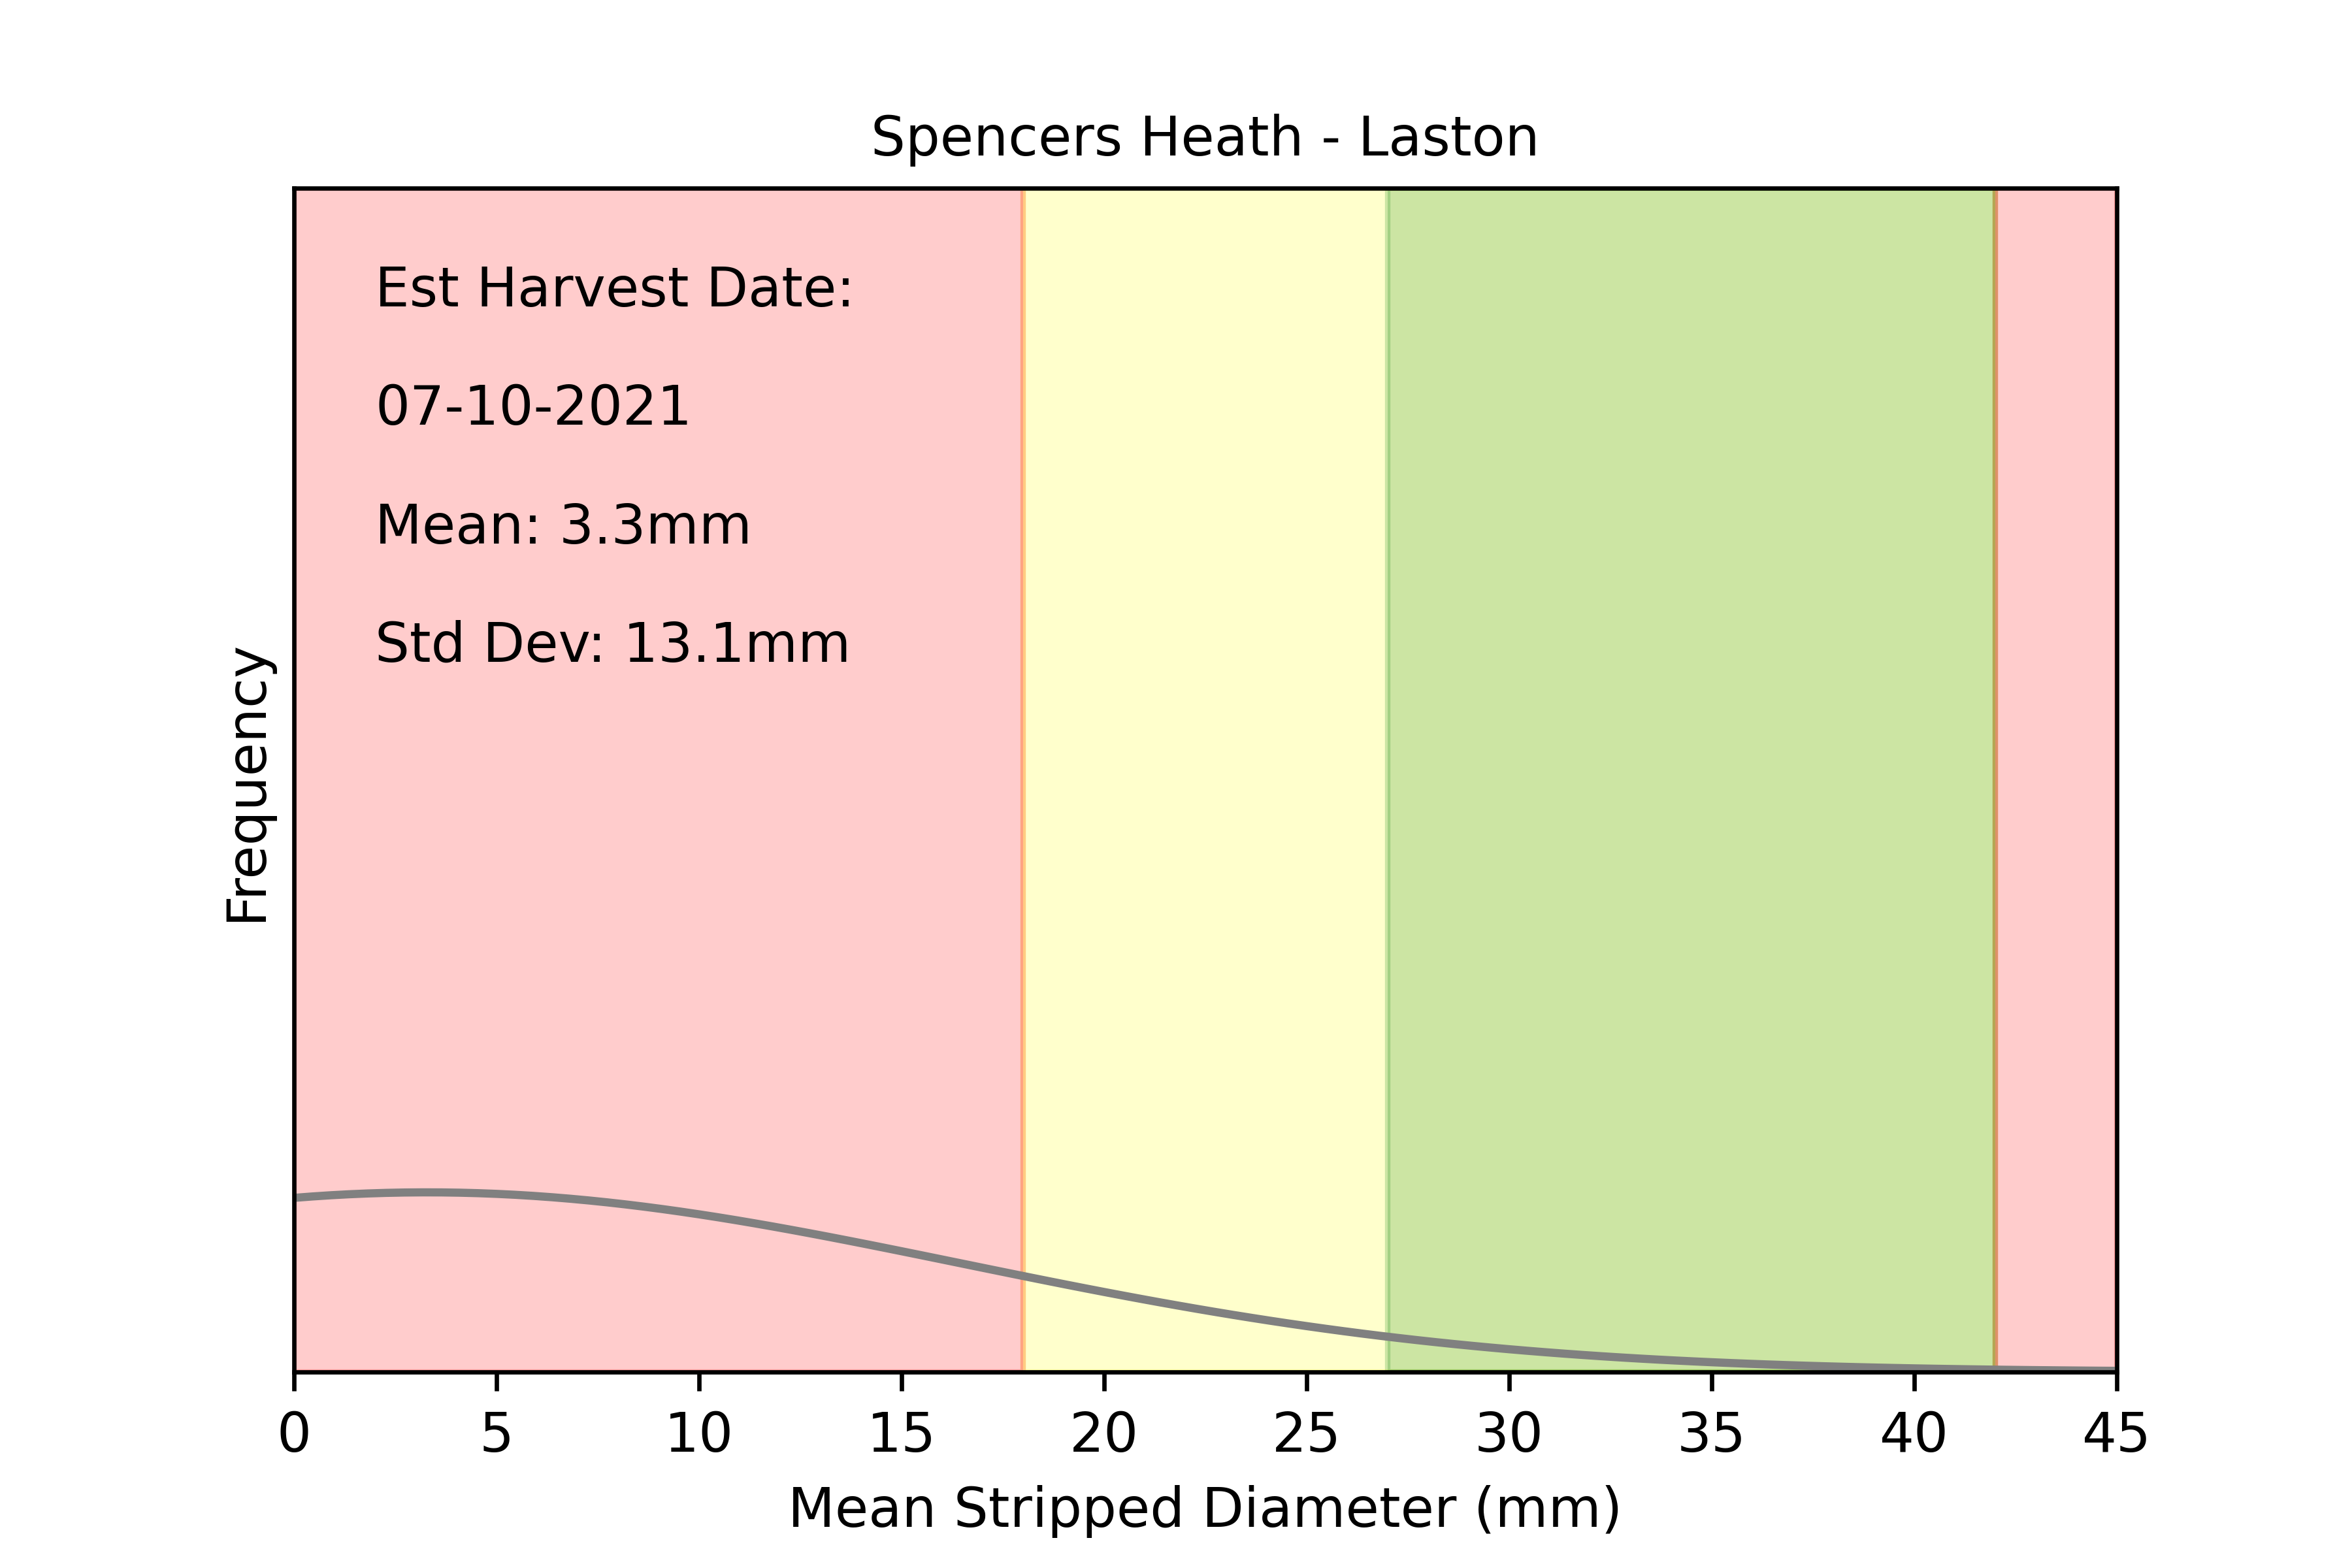 Spencers Heath - Laston
Est Harvest Date:
07-10-2021
Mean: 3.3mm
Std Dev: 13.1mm
Frequency
0 5 10 15 20 25 30 35 40 45
Mean Stripped Diameter (mm)